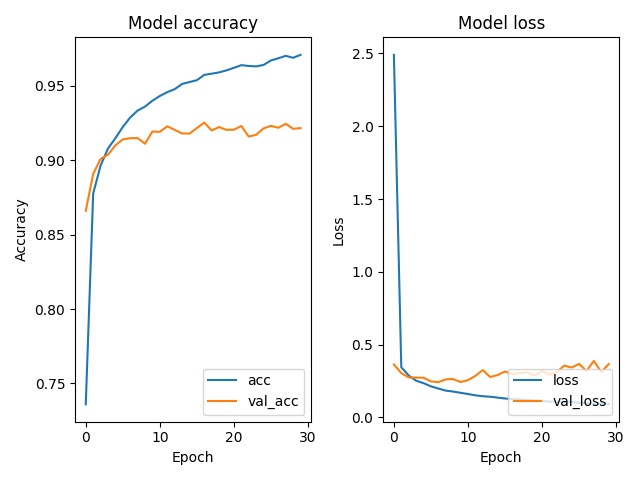 Model accuracy
Accuracy
0.95
0.90
0.85
0.80
0.75
0
10
20
30
Epoch
acc
val_acc
Model loss
Loss
2.5
2.0
1.5
1.0
0.5
0.0
0
10
20
30
Epoch
loss
val_loss